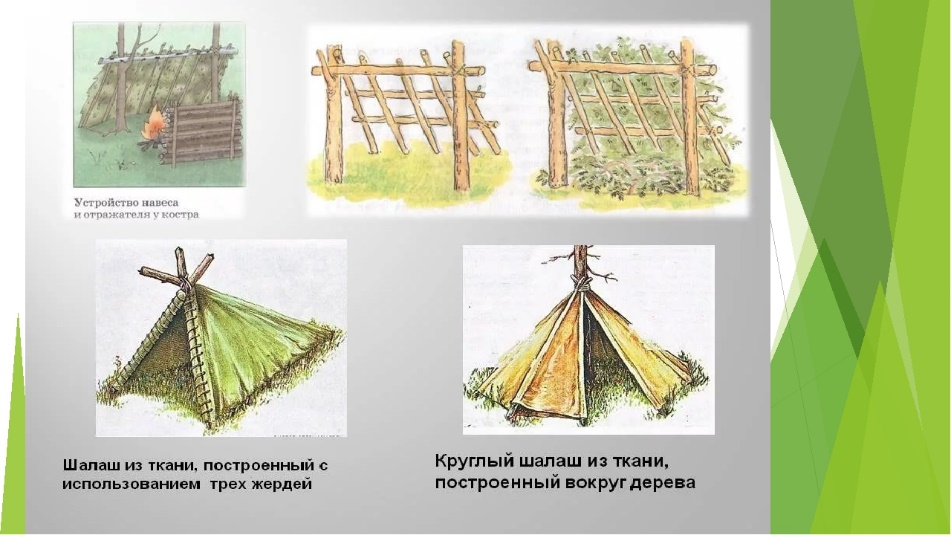 Устройство навеса
и отражателя у костра
Шалаш из ткани, построенный с
использованием трех жердей
Круглый шалаш из ткани,
построенный вокруг дерева